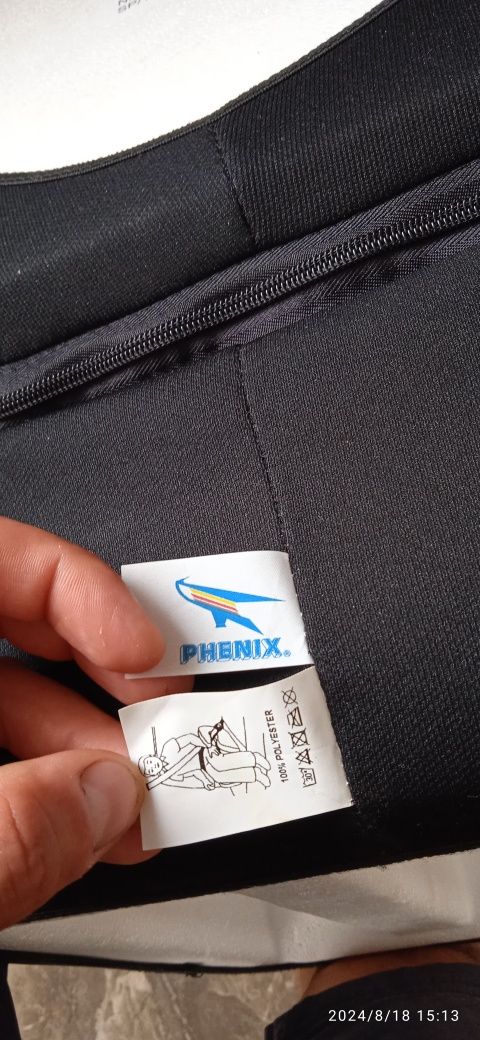 PHENIX®
100% POLYESTER
30°
2024/8/18 15:13